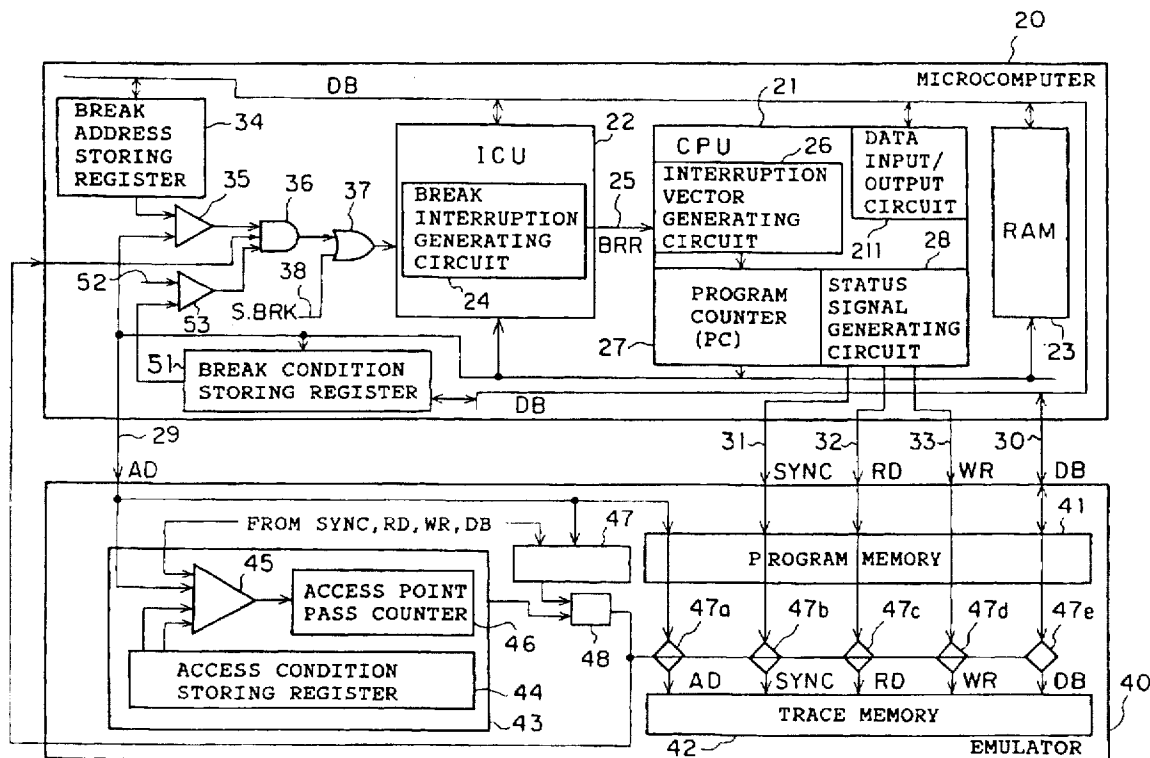 20
MICROCOMPUTER
DB
21
BREAK
ADDRESS
STORING
REGISTER
34
22
ICU
CPU
26
DATA
INPUT/
OUTPUT
CIRCUIT
211
35
36
37
25
BREAK
INTERRUPTION
GENERATING
CIRCUIT
24
BRR
INTERRUPTION
VECTOR
GENERATING
CIRCUIT
28
RAM
23
52
53
38
S.BRK
PROGRAM
COUNTER
(PC)
27
STATUS
SIGNAL
GENERATING
CIRCUIT
51
BREAK CONDITION
STORING REGISTER
DB
29
31
32
33
30
AD
SYNC
RD
WR
DB
FROM SYNC,RD,WR,DB
47
41
PROGRAM MEMORY
45
ACCESS POINT
PASS COUNTER
46
48
47a
47b
47c
47d
47e
ACCESS CONDITION
STORING REGISTER
44
43
AD
SYNC
RD
WR
DB
40
TRACE MEMORY
42
EMULATOR